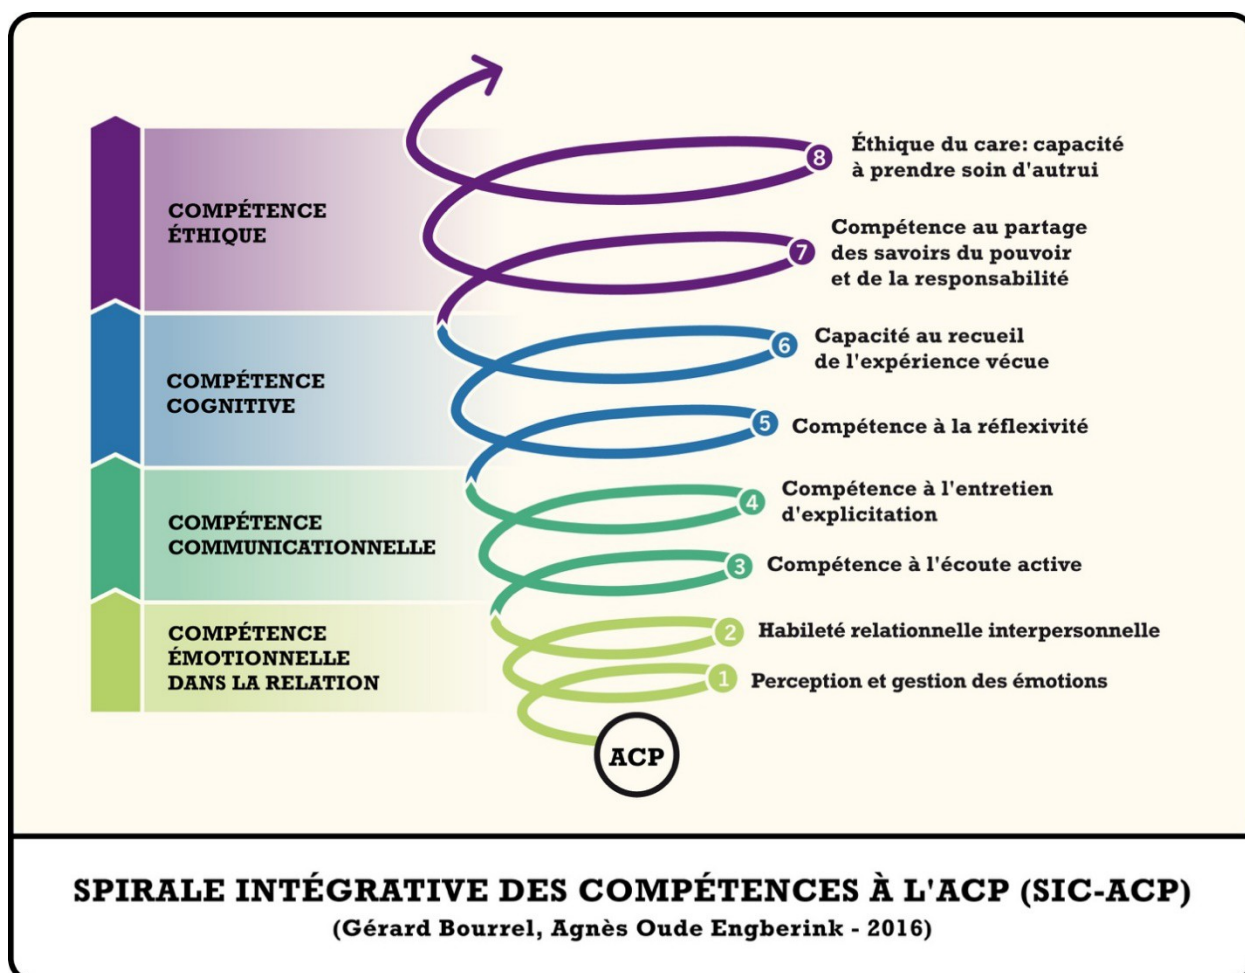 8
Éthique du care: capacité
à prendre soin d'autrui
COMPÉTENCE
ÉTHIQUE
7
Compétence au partage
des savoirs du pouvoir
et de la responsabilité
6
Capacité au recueil
de l'expérience vécue
COMPÉTENCE
COGNITIVE
5
Compétence à la réflexivité
4
Compétence à l'entretien
d'explicitation
COMPÉTENCE
COMMUNICATIONNELLE
3
Compétence à l'écoute active
2
Habileté relationnelle interpersonnelle
COMPÉTENCE
ÉMOTIONNELLE
DANS LA RELATION
1
Perception et gestion des émotions
ACP
SPIRALE INTÉGRATIVE DES COMPÉTENCES À L'ACP (SIC-ACP)
(Gérard Bourrel, Agnès Oude Engberink - 2016)